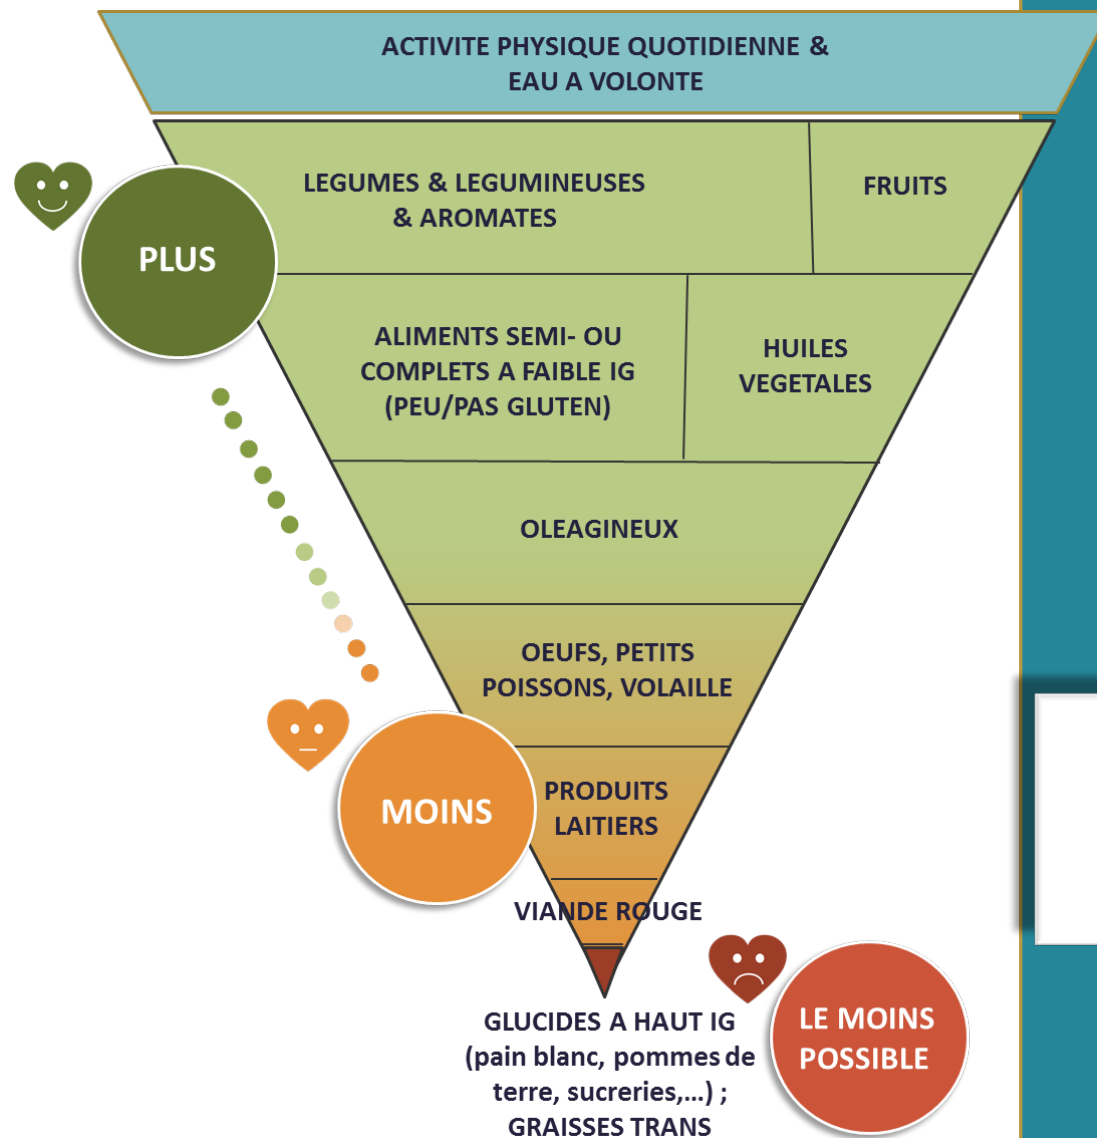 ACTIVITE PHYSIQUE QUOTIDIENNE &
EAU A VOLONTE
LEGUMES & LEGUMINEUSES
& AROMATES
FRUITS
PLUS
ALIMENTS SEMI- OU
COMPLETS A FAIBLE IG
(PEU/PAS GLUTEN)
HUILES
VEGETALES
OLEAGINEUX
OEUFS, PETITS
POISSONS, VOLAILLE
MOINS
PRODUITS
LAITIERS
VIANDE ROUGE
GLUCIDES A HAUT IG
(pain blanc, pommes de
terre, sucreries,...) ;
GRAISSES TRANS
LE MOINS
POSSIBLE